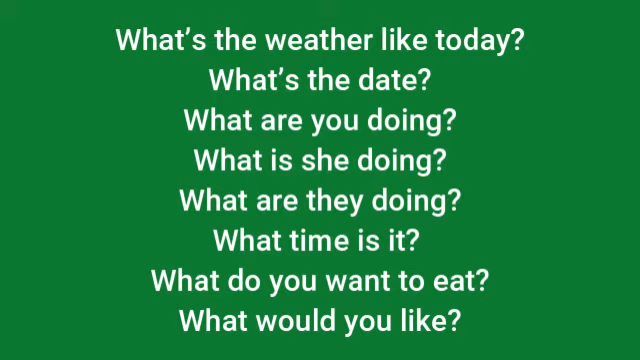 What’s the weather like today?
What’s the date?
What are you doing?
What is she doing?
What are they doing?
What time is it?
What do you want to eat?
What would you like?